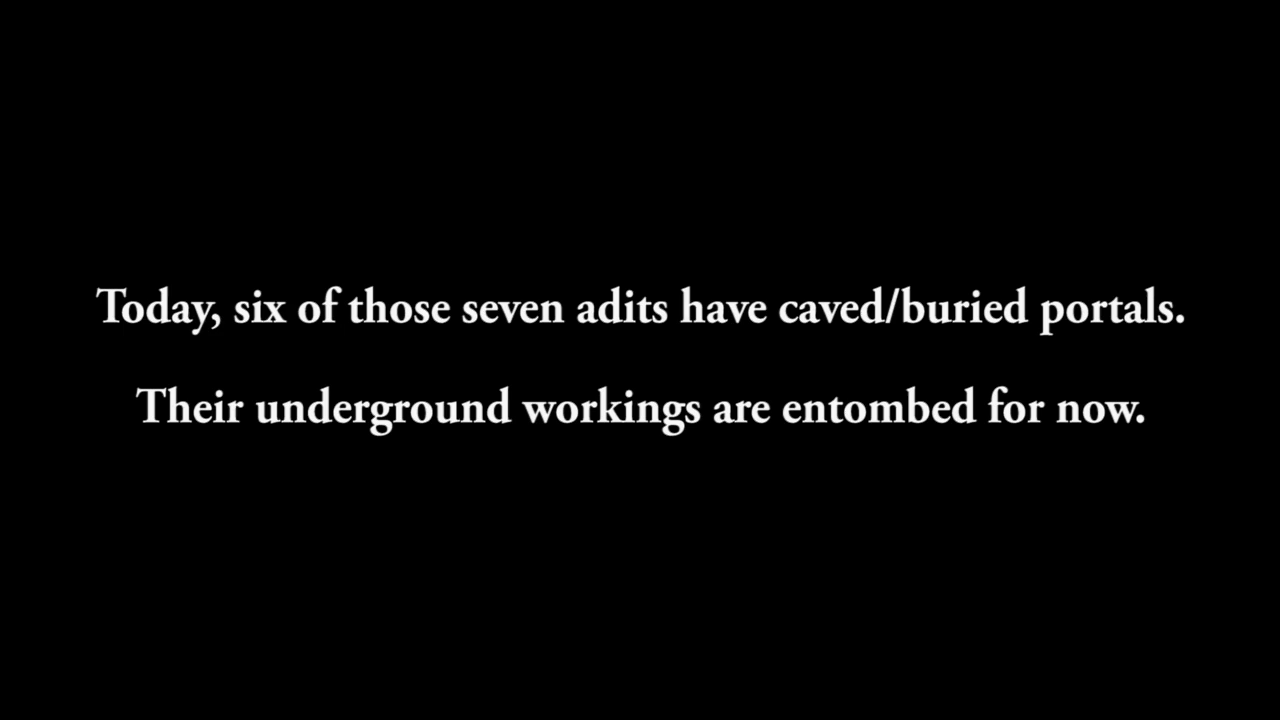 Today, six of those seven adits have caved/buried portals.
Their underground workings are entombed for now.